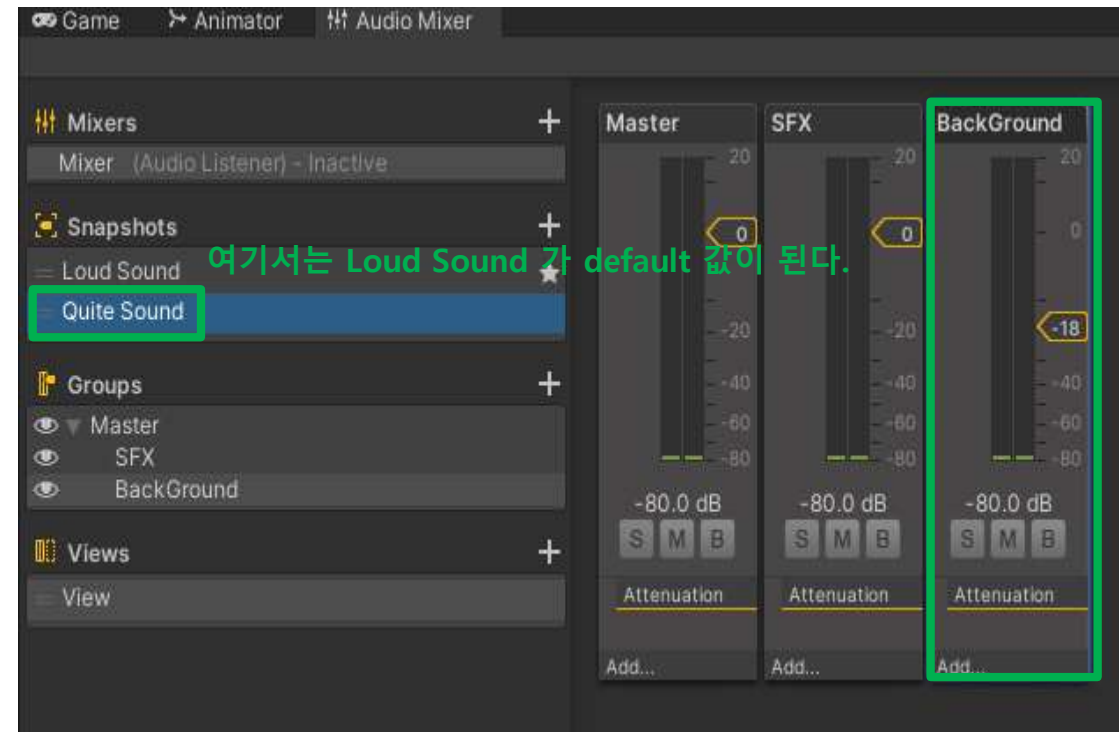 Game Animator Audio Mixer
Mixers
Mixer (Audio Listener) - Inactive
Snapshots
여기서는 Loud Sound 가 default 값이 된다.
Loud Sound
Quite Sound
Groups
Master
SFX
BackGround
Views
View
Master SFX BackGround
20 20 20
0 0 0
-20 -20 -18
-40 -40 -40
-60 -60 -60
-80 -80 -80
-80.0 dB -80.0 dB -80.0 dB
S M B S M B S M B
Attenuation Attenuation Attenuation
Add... Add... Add...